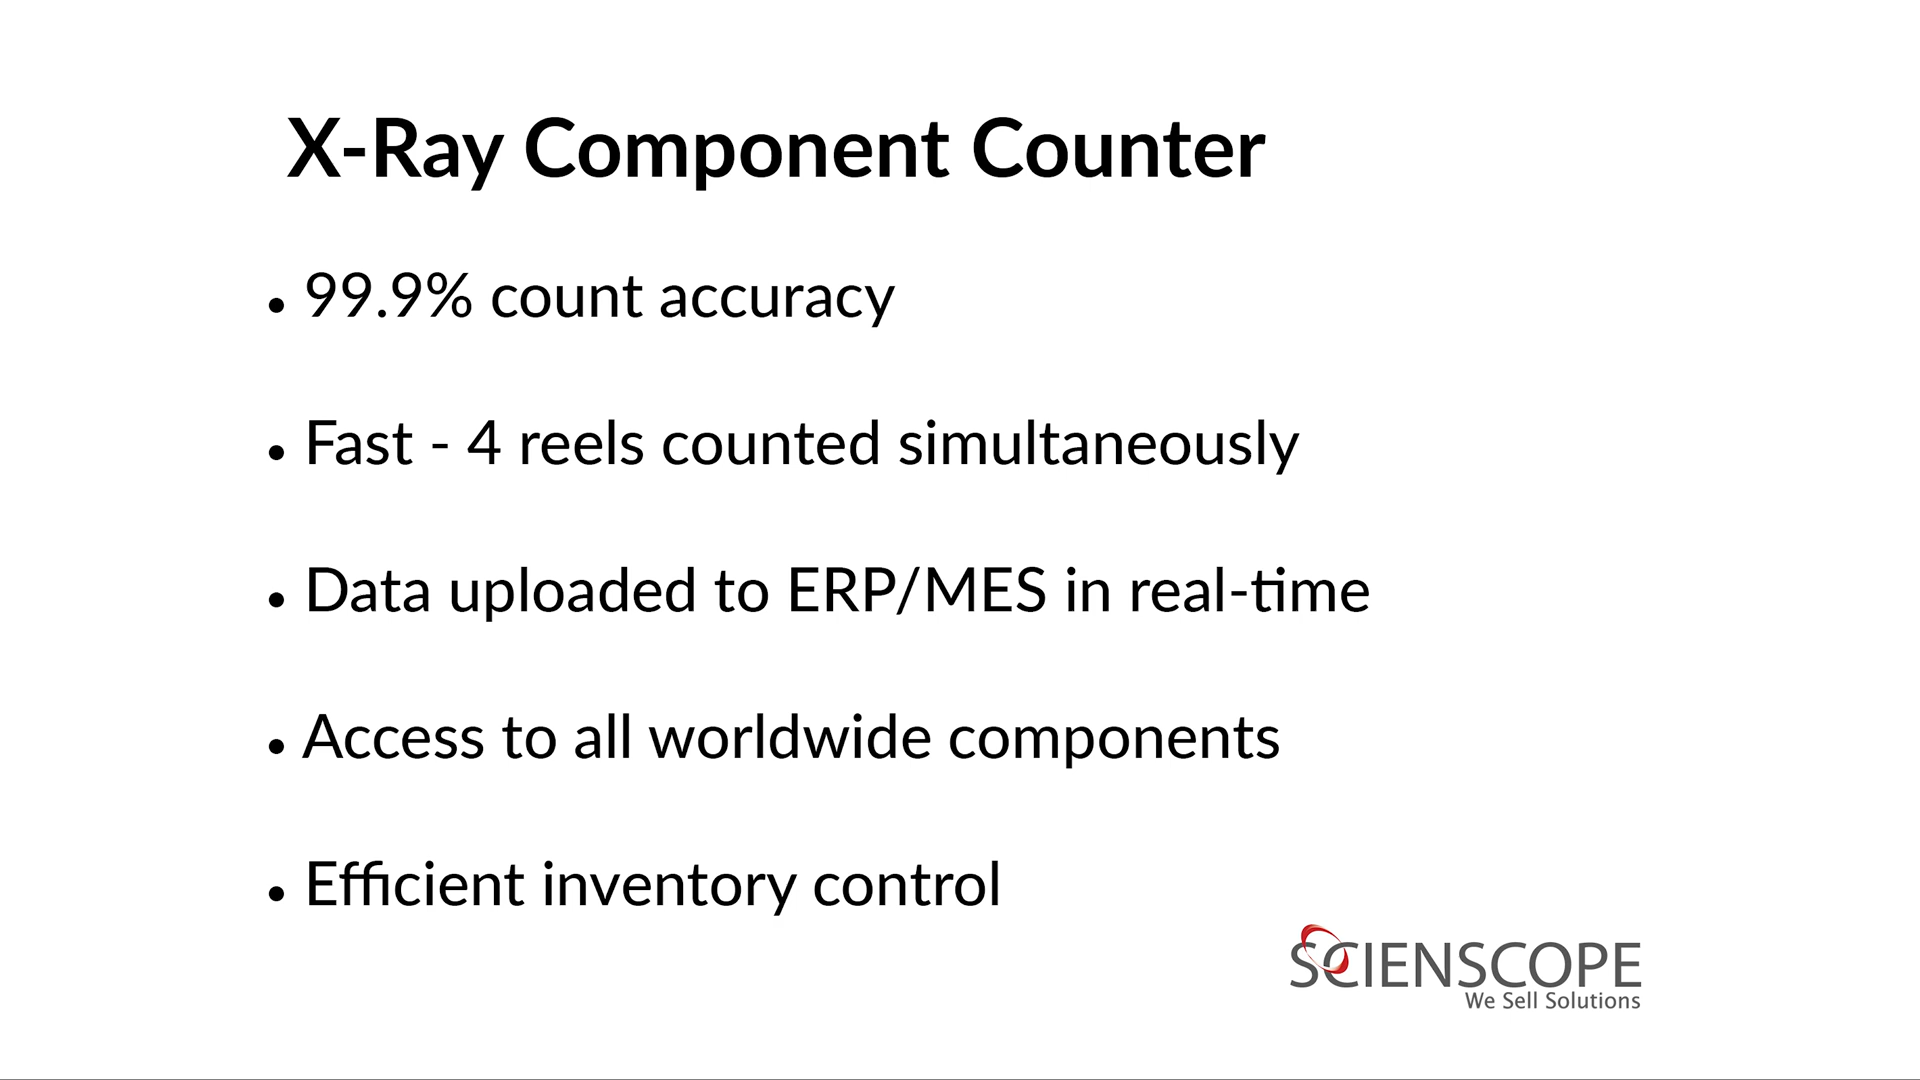 X-Ray Component Counter
• 99.9% count accuracy
• Fast - 4 reels counted simultaneously
• Data uploaded to ERP/MES in real-time
• Access to all worldwide components
• Efficient inventory control
SCIENSCOPE
We Sell Solutions